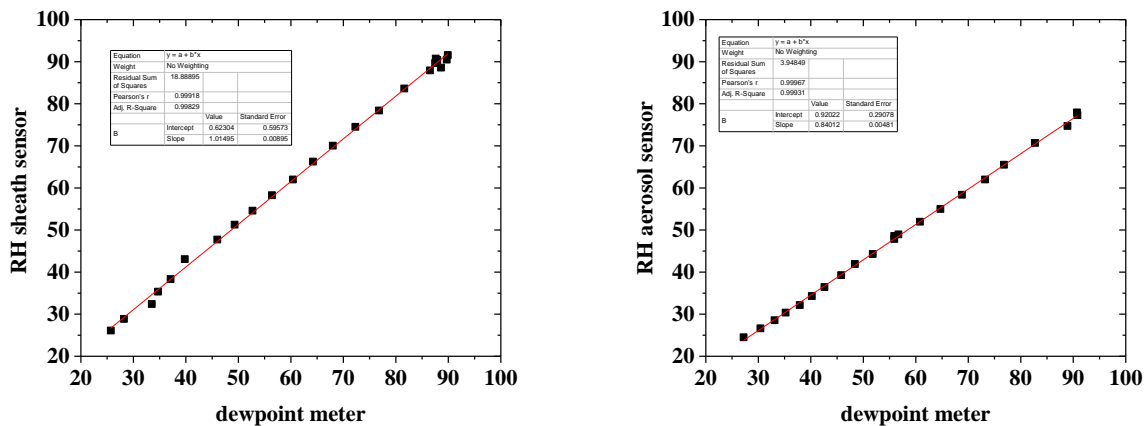 100
90
80
70
60
50
40
30
20
20 30 40 50 60 70 80 90 100
RH sheath sensor
dewpoint meter
Equation y = a + b*x
Weight No Weighting
Residual Sum of Squares 18.88895
Pearson's r 0.99918
Adj. R-Square 0.99829
Value Standard Error
B Intercept 0.62304 0.59573
Slope 1.01495 0.00895
100
90
80
70
60
50
40
30
20
20 30 40 50 60 70 80 90 100
RH aerosol sensor
dewpoint meter
Equation y = a + b*x
Weight No Weighting
Residual Sum of Squares 3.94849
Pearson's r 0.99967
Adj. R-Square 0.99931
Value Standard Error
B Intercept 0.92022 0.29078
Slope 0.84012 0.00481